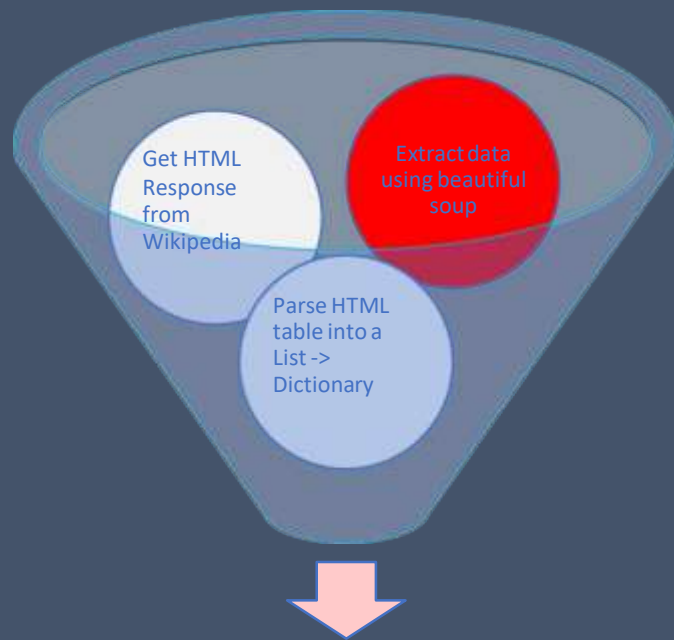 Get HTML
Response
from
Wikipedia
Extract data
using beautiful
soup
Parse HTML
table into a
List ->
Dictionary